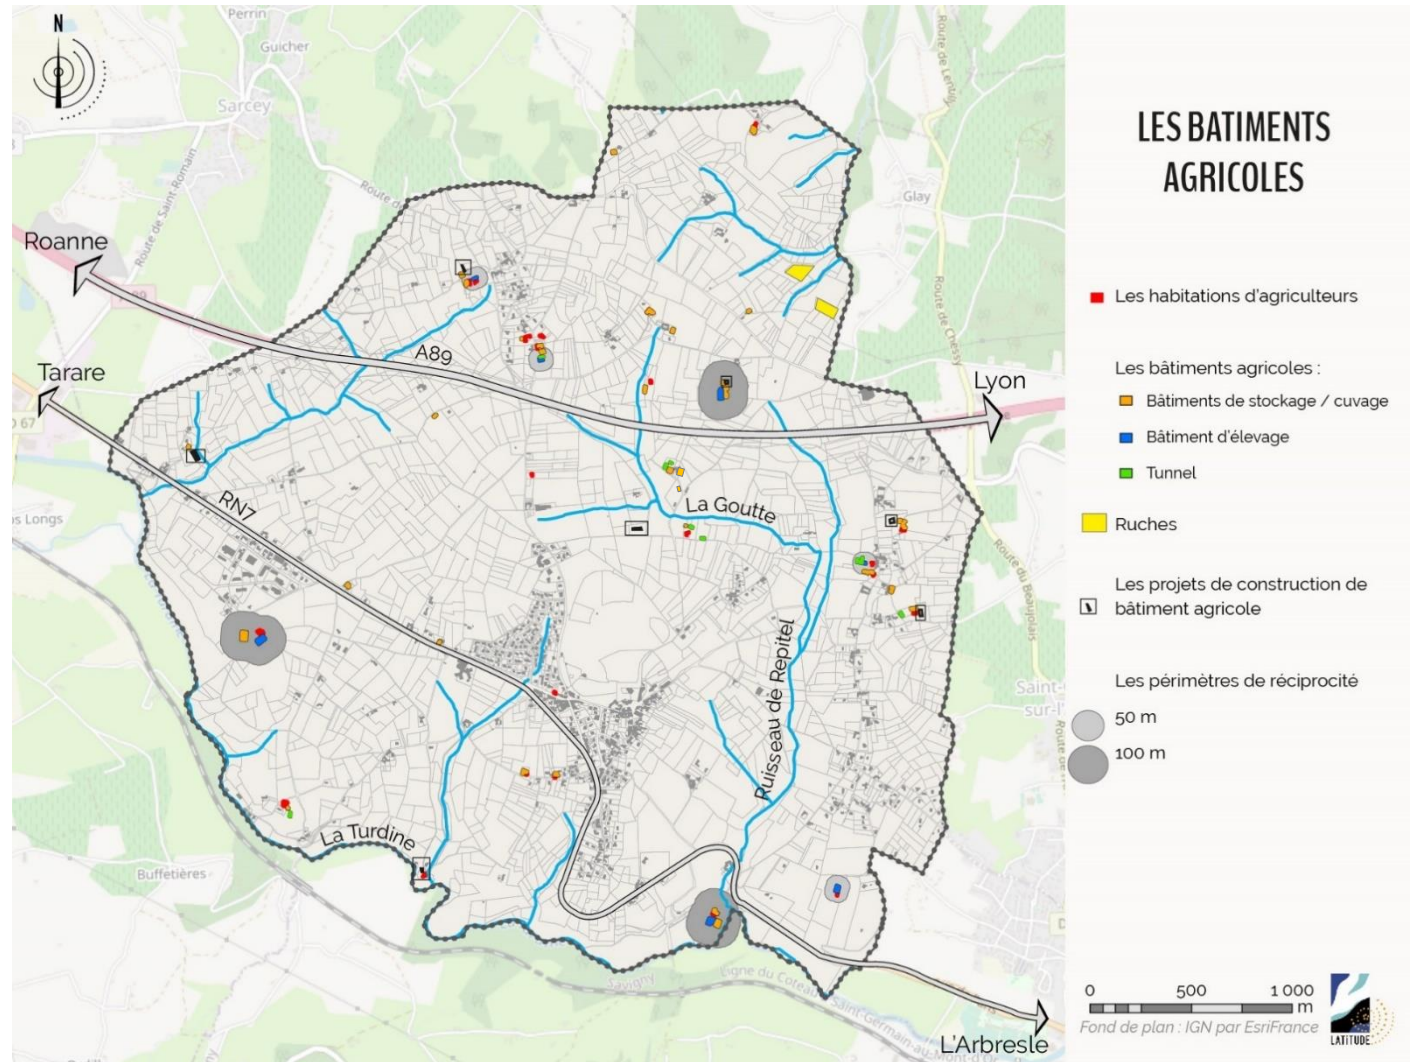 N
Perrin
Guicher
Sarcey
Route de Saint-Romain
Route de
Route de Lentilly
Glay
Route de Chessy
Roanne
A89
Tarare
D 67
Lyon
RN7
La Goutte
Ruisseau de Repitel
Route du Beaujolais
Saint-
sur-l'
La Turdine
Buffetières
Savigny
Ligne du Coteau à Saint-Germain-au-Mont-d'Or
L'Arbresle
LES BATIMENTS
AGRICOLES
Les habitations d'agriculteurs
Les bâtiments agricoles :
Bâtiments de stockage / cuvage
Bâtiment d'élevage
Tunnel
Ruches
Les projets de construction de
bâtiment agricole
Les périmètres de réciprocité
50 m
100 m
0 500 1 000
m
Fond de plan : IGN par EsriFrance
LATITUDE